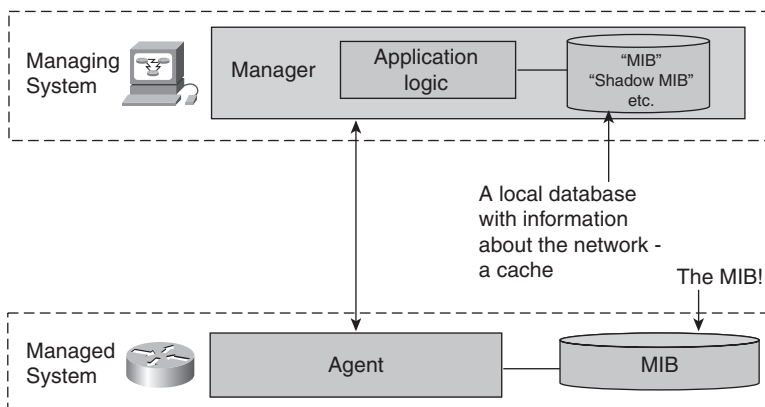 Managing
System
Manager
Application
logic
“MIB”
“Shadow MIB”
etc.
A local database
with information
about the network -
a cache
The MIB!
Managed
System
Agent
MIB